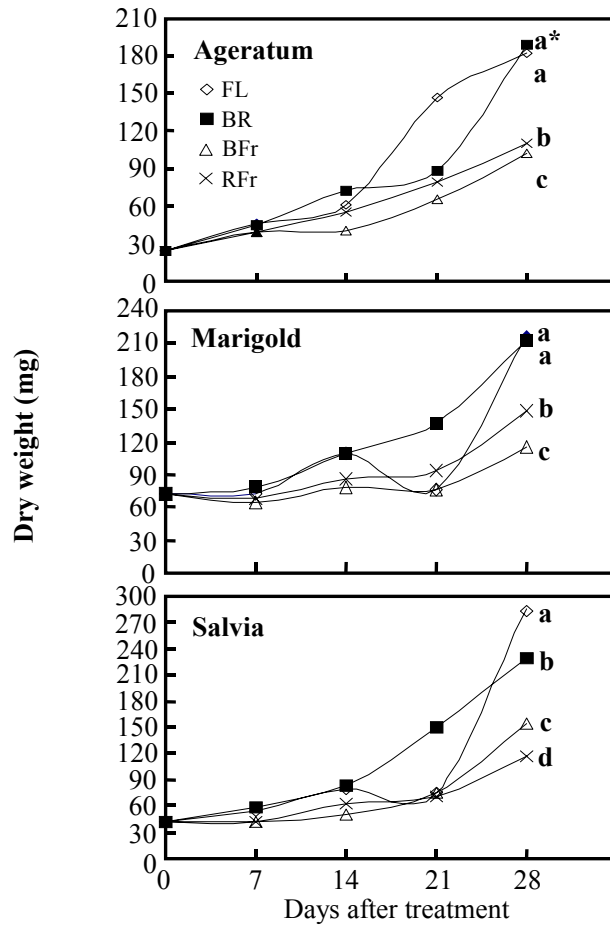 Dry weight (mg)
210
180
150
120
90
60
30
0
Ageratum
FL
BR
BFr
RFr
a*
a
b
c
240
210
180
150
120
90
60
30
0
Marigold
a
a
b
c
300
270
240
210
180
150
120
90
60
30
0
Salvia
a
b
c
d
0 7 14 21 28
Days after treatment